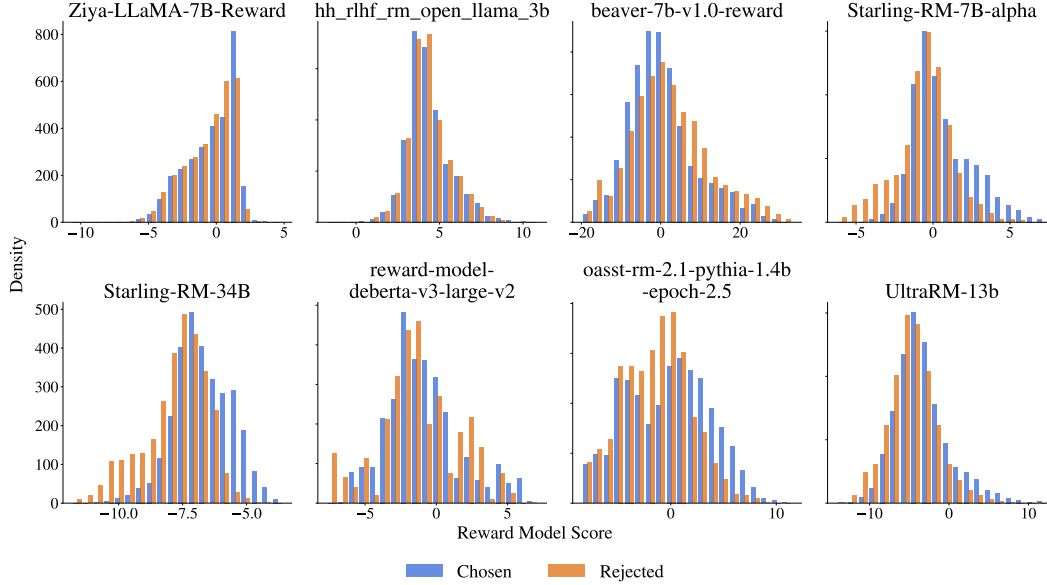 Ziya-LLaMA-7B-Reward
hh_rlhf_rm_open_llama_3b
beaver-7b-v1.0-reward
Starling-RM-7B-alpha
800
600
400
200
0
−10 −5 0 5
0 5 10
−20 0 20
−5 0 5
Density
Starling-RM-34B
reward-model-
deberta-v3-large-v2
oasst-rm-2.1-pythia-1.4b
-epoch-2.5
UltraRM-13b
500
400
300
200
100
0
−10.0 −7.5 −5.0
−5 0 5
0
−10 0 10
Reward Model Score
Chosen Rejected